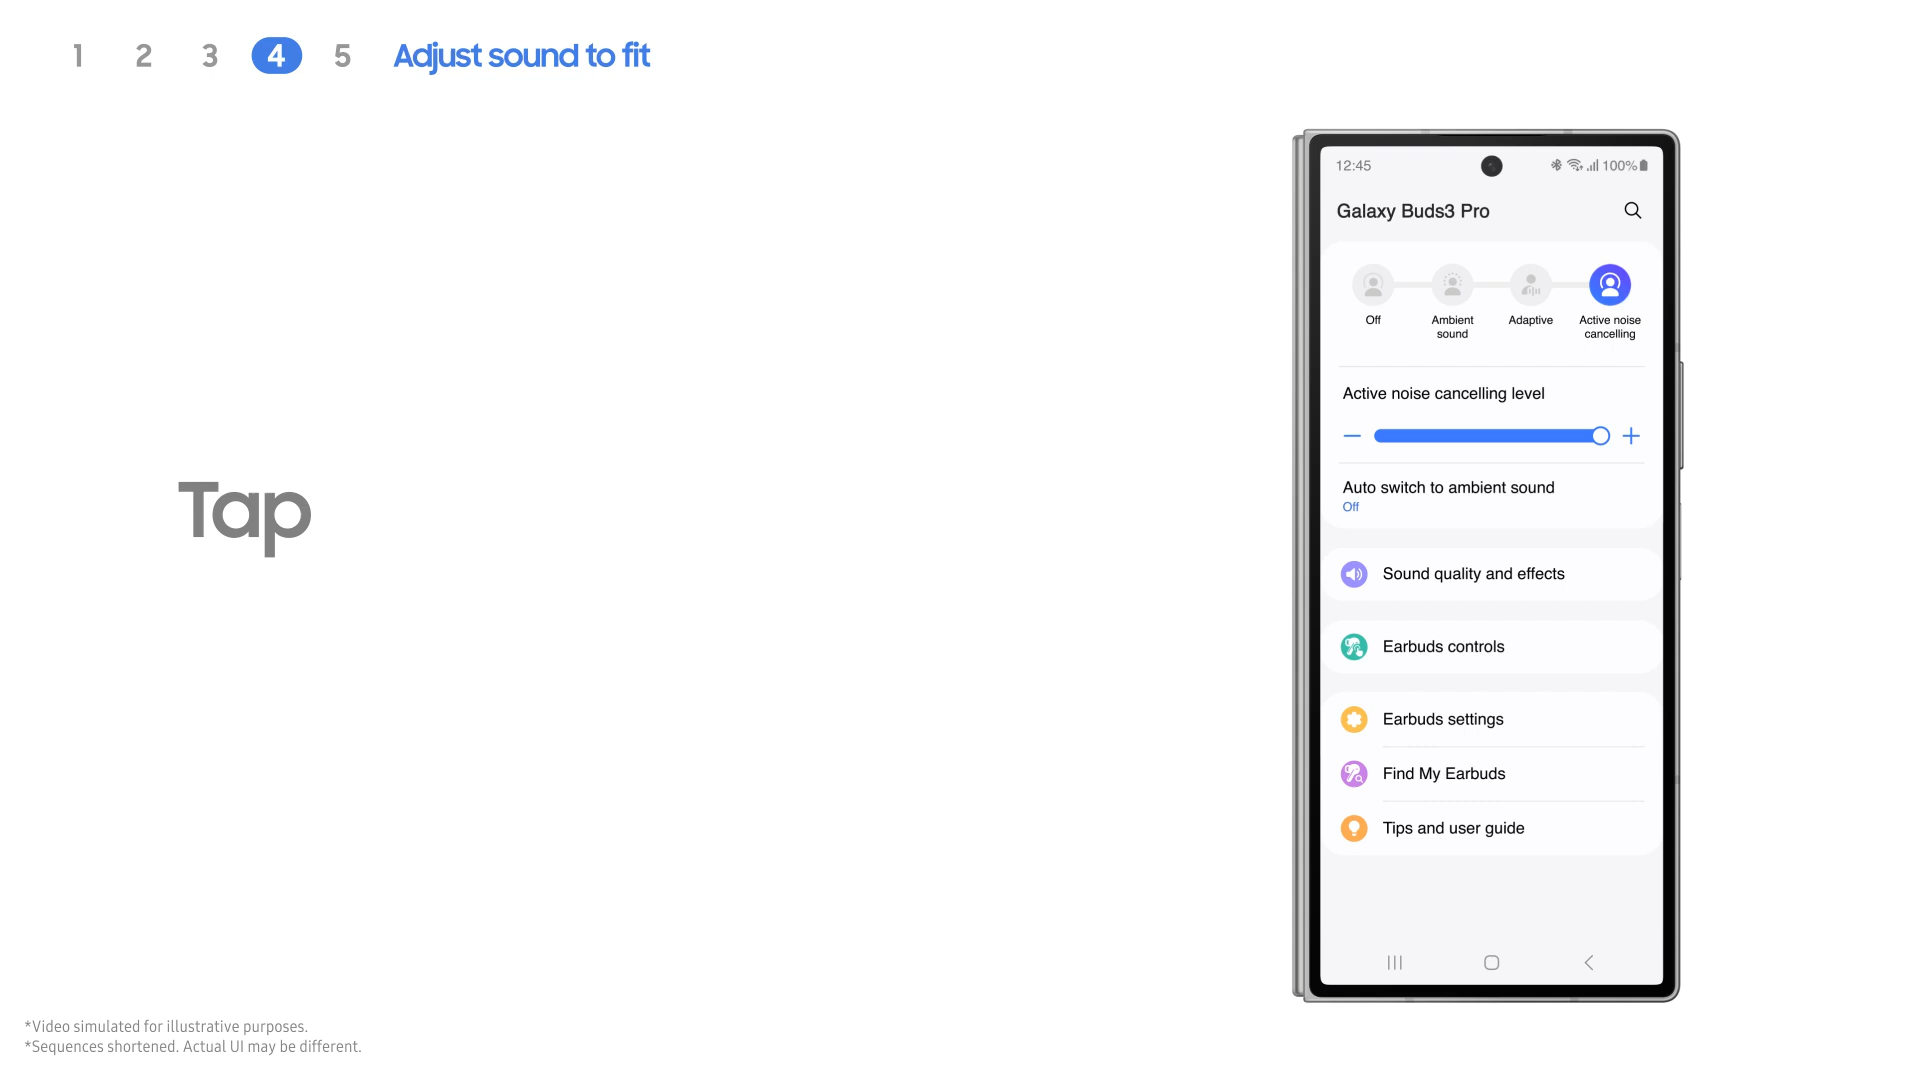 1 2 3 4 5 Adjust sound to fit
Tap
12:45 100%
Galaxy Buds3 Pro
Off
Ambient
sound
Adaptive
Active noise
cancelling
Active noise cancelling level
Auto switch to ambient sound
Off
Sound quality and effects
Earbuds controls
Earbuds settings
Find My Earbuds
Tips and user guide
*Video simulated for illustrative purposes.
*Sequences shortened. Actual UI may be different.